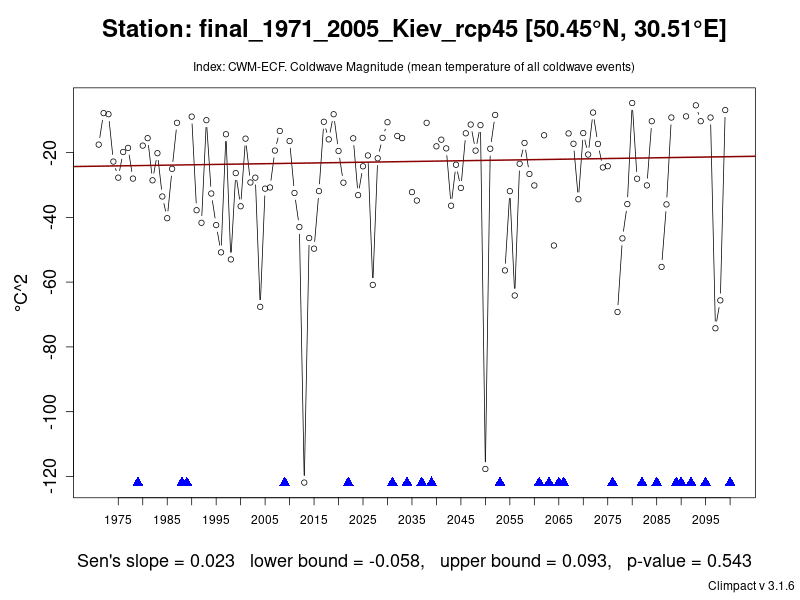 Station: final_1971_2005_Kiev_rcp45 [50.45°N, 30.51°E]
Index: CWM-ECF. Coldwave Magnitude (mean temperature of all coldwave events)
°C^2
-20
-40
-60
-80
-100
-120
1975 1985 1995 2005 2015 2025 2035 2045 2055 2065 2075 2085 2095
Sen's slope = 0.023 lower bound = -0.058, upper bound = 0.093, p-value = 0.543
Climpact v 3.1.6